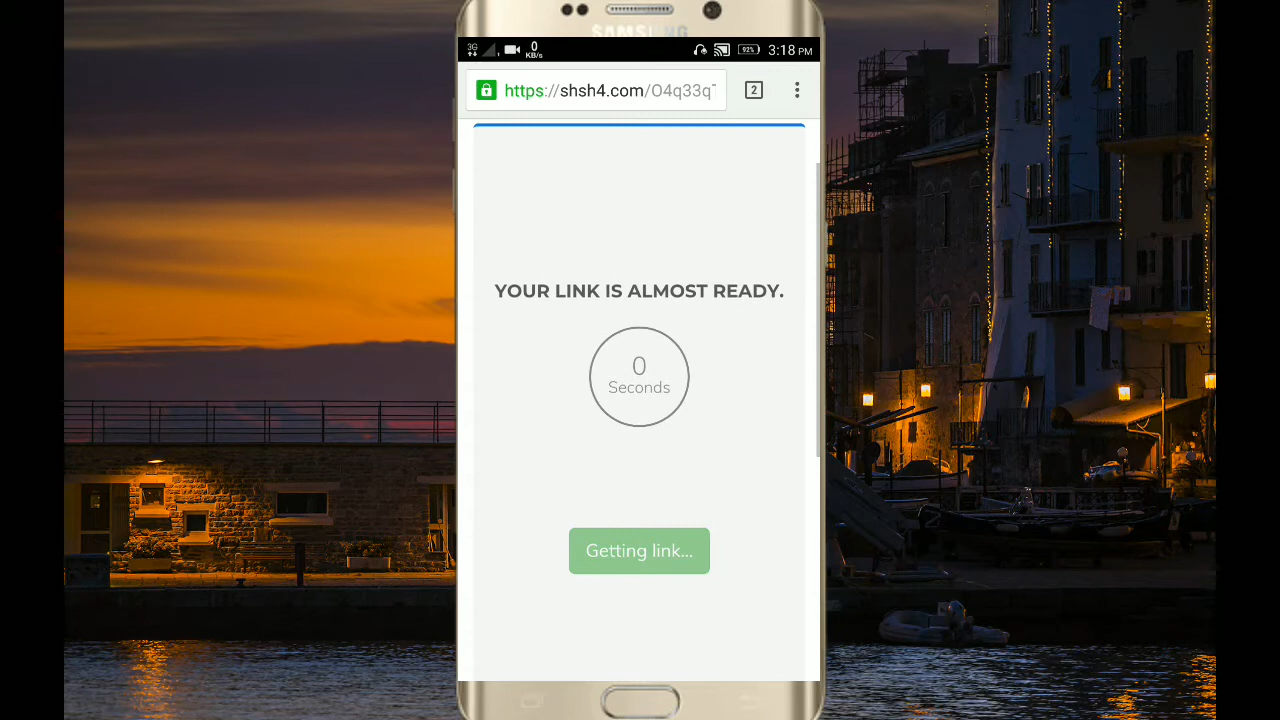 SAMSUNG
3G 0 KB/s 92% 3:18 PM
https://shsh4.com/O4q33q 2
YOUR LINK IS ALMOST READY.
0
Seconds
Getting link...